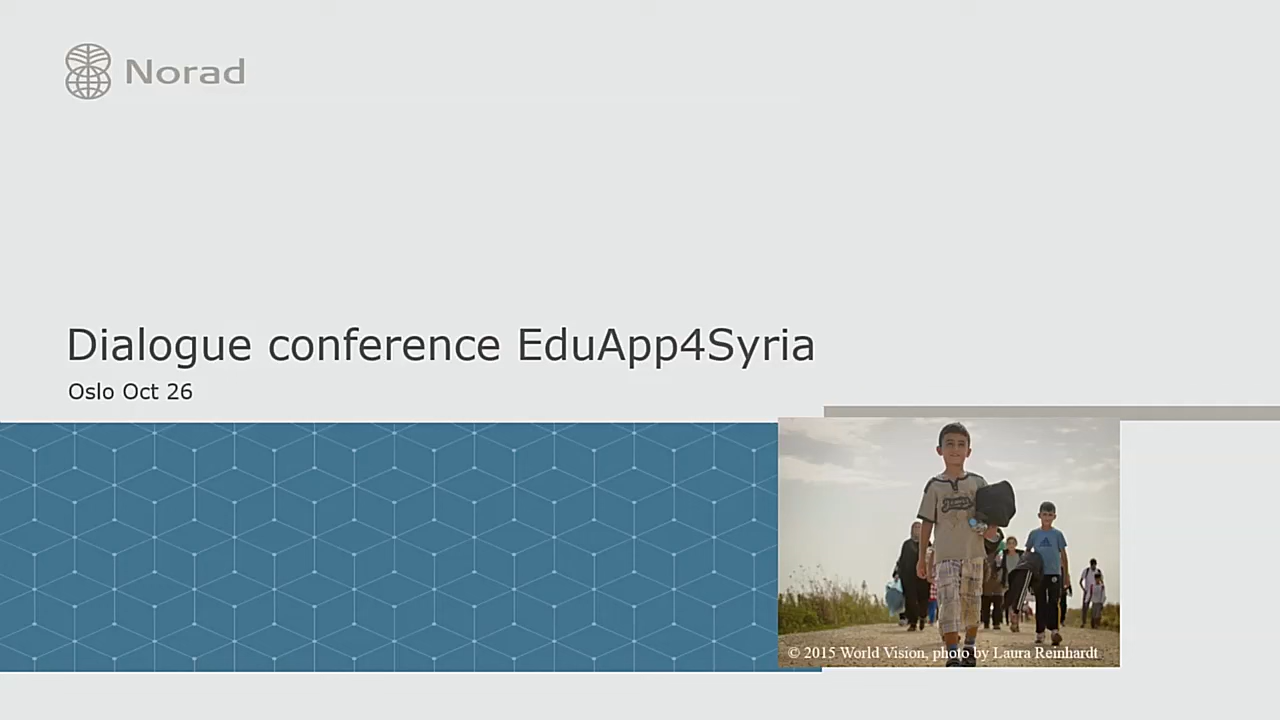 Norad
Dialogue conference EduApp4Syria
Oslo Oct 26
© 2015 World Vision, photo by Laura Reinhardt